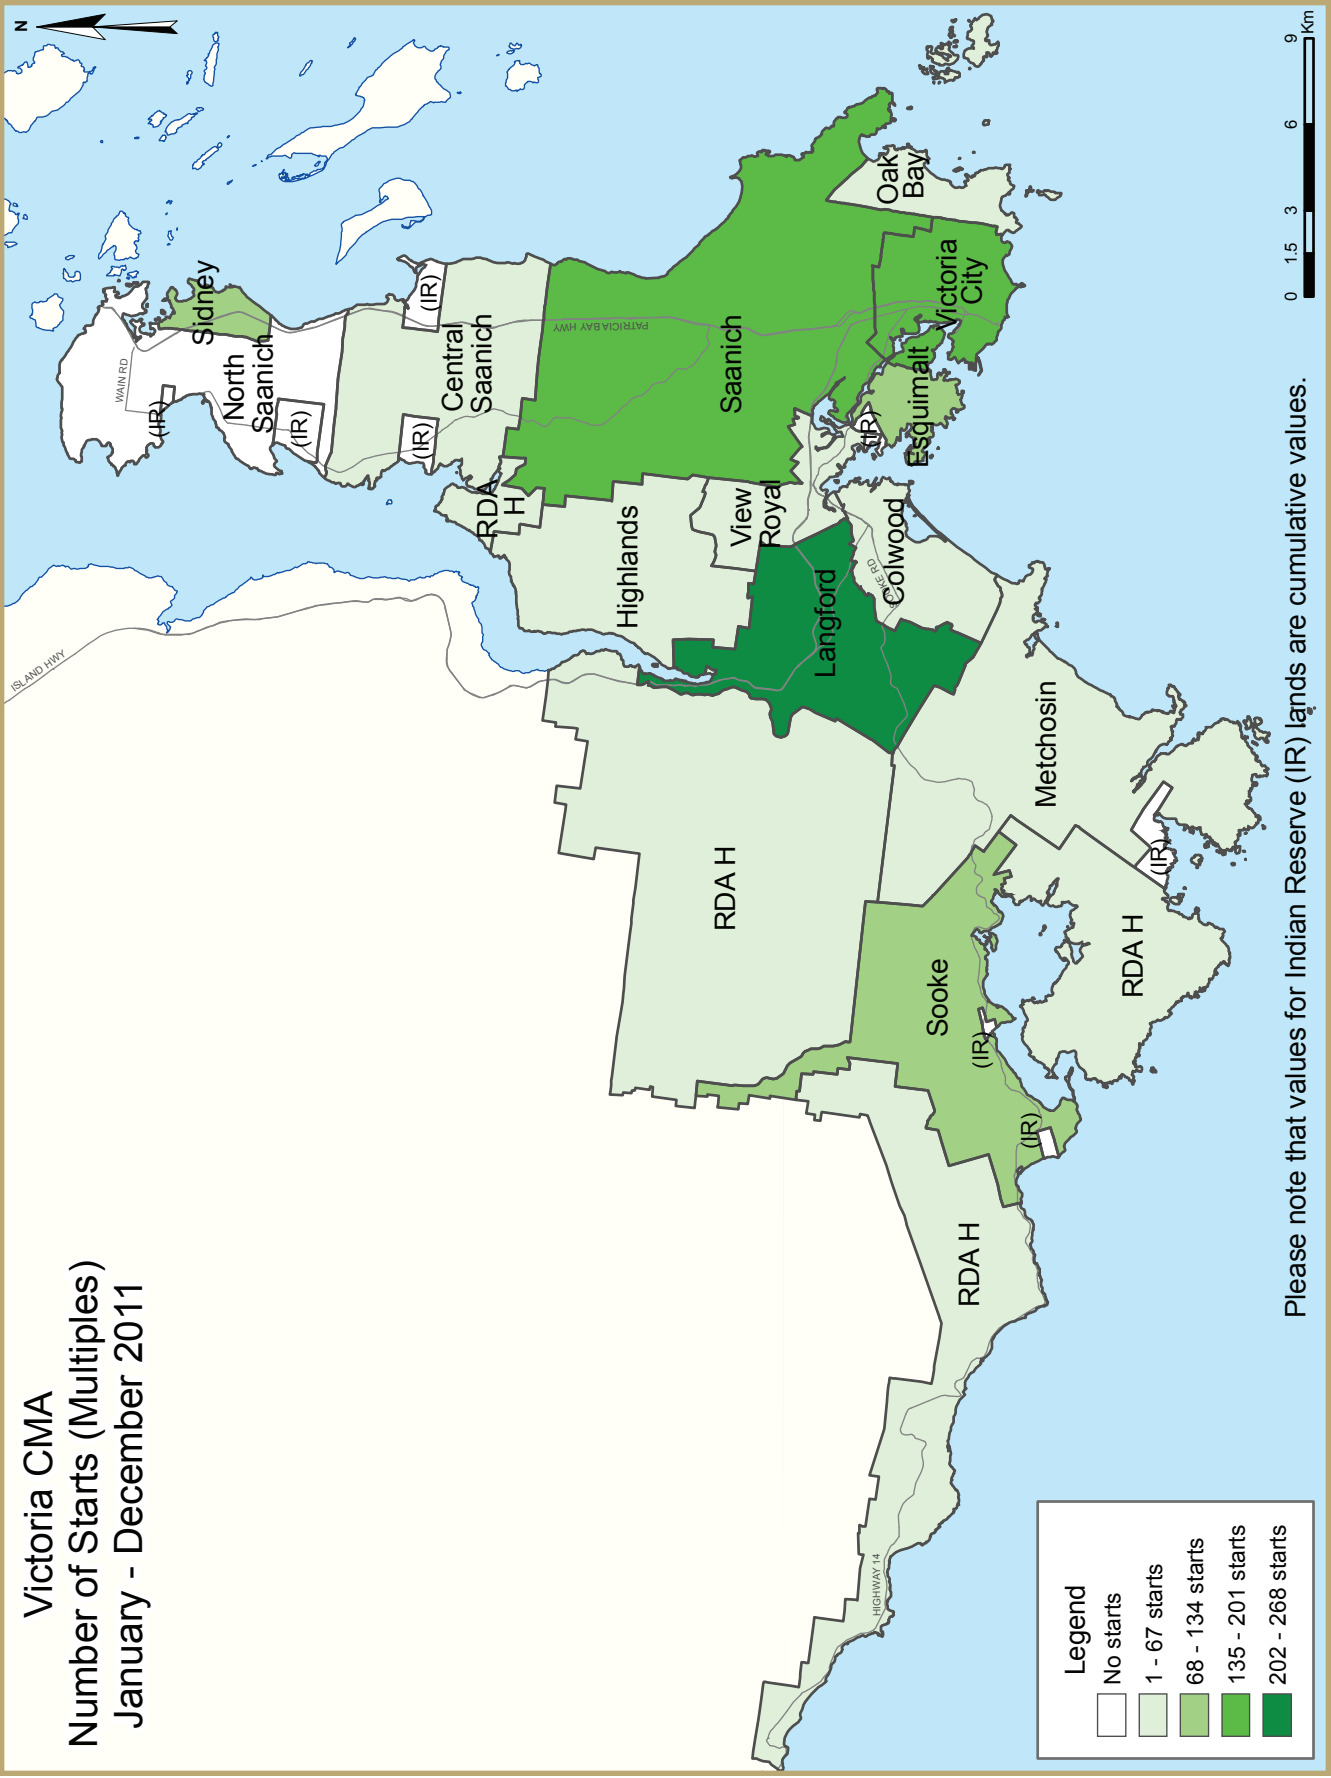 Victoria CMA
Number of Starts (Multiples)
January - December 2011
N
ISLAND HWY
WAIN RD
(IR)
Sidney
North
Saanich
(IR)
(IR)
Central
Saanich
(IR)
PATRICIA BAY HWY
RDA
H
Saanich
Highlands
View
Royal
Oak
Bay
Victoria
City
(IR)
Esquimalt
Langford
SOOKE RD
Colwood
Metchosin
(IR)
RDA H
Sooke
(IR)
(IR)
RDA H
RDA H
HIGHWAY 14
Legend
No starts
1 - 67 starts
68 - 134 starts
135 - 201 starts
202 - 268 starts
Please note that values for Indian Reserve (IR) lands are cumulative values.
0 1.5 3 6 9
Km